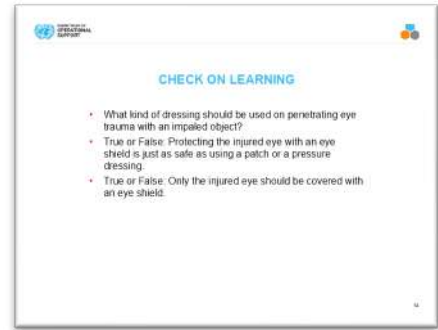 OPERATIONAL
SUPPORT
CHECK ON LEARNING
• What kind of dressing should be used on penetrating eye
trauma with an impaled object?
• True or False: Protecting the injured eye with an eye
shield is just as safe as using a patch or a pressure
dressing.
• True or False: Only the injured eye should be covered with
an eye shield.